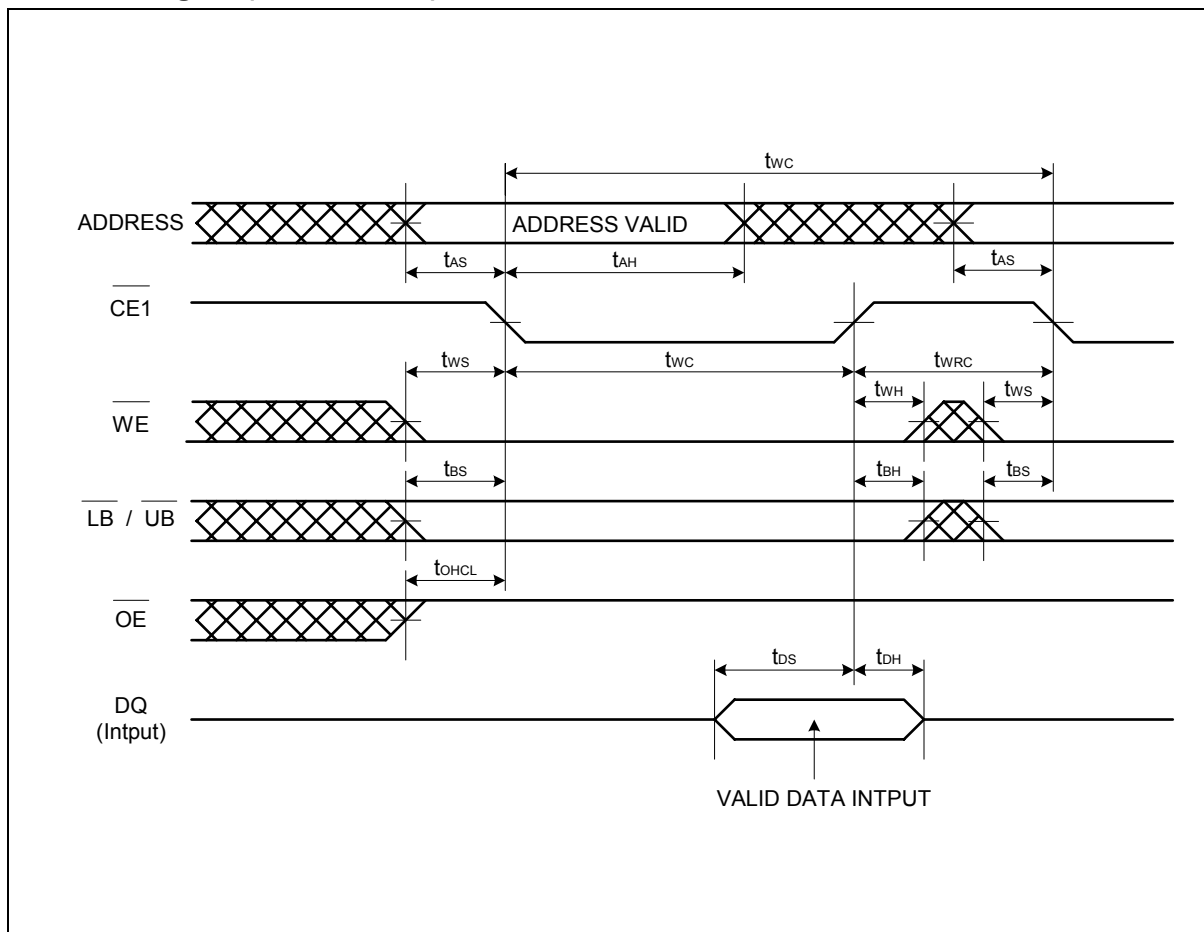 tWC
ADDRESS
ADDRESS VALID
tAS
tAH
tAS
CE1
tWS
tWC
tWRC
tWH
tWS
WE
tBS
tBH
tBS
LB / UB
tOHCL
OE
tDS
tDH
DQ
(Intput)
VALID DATA INTPUT